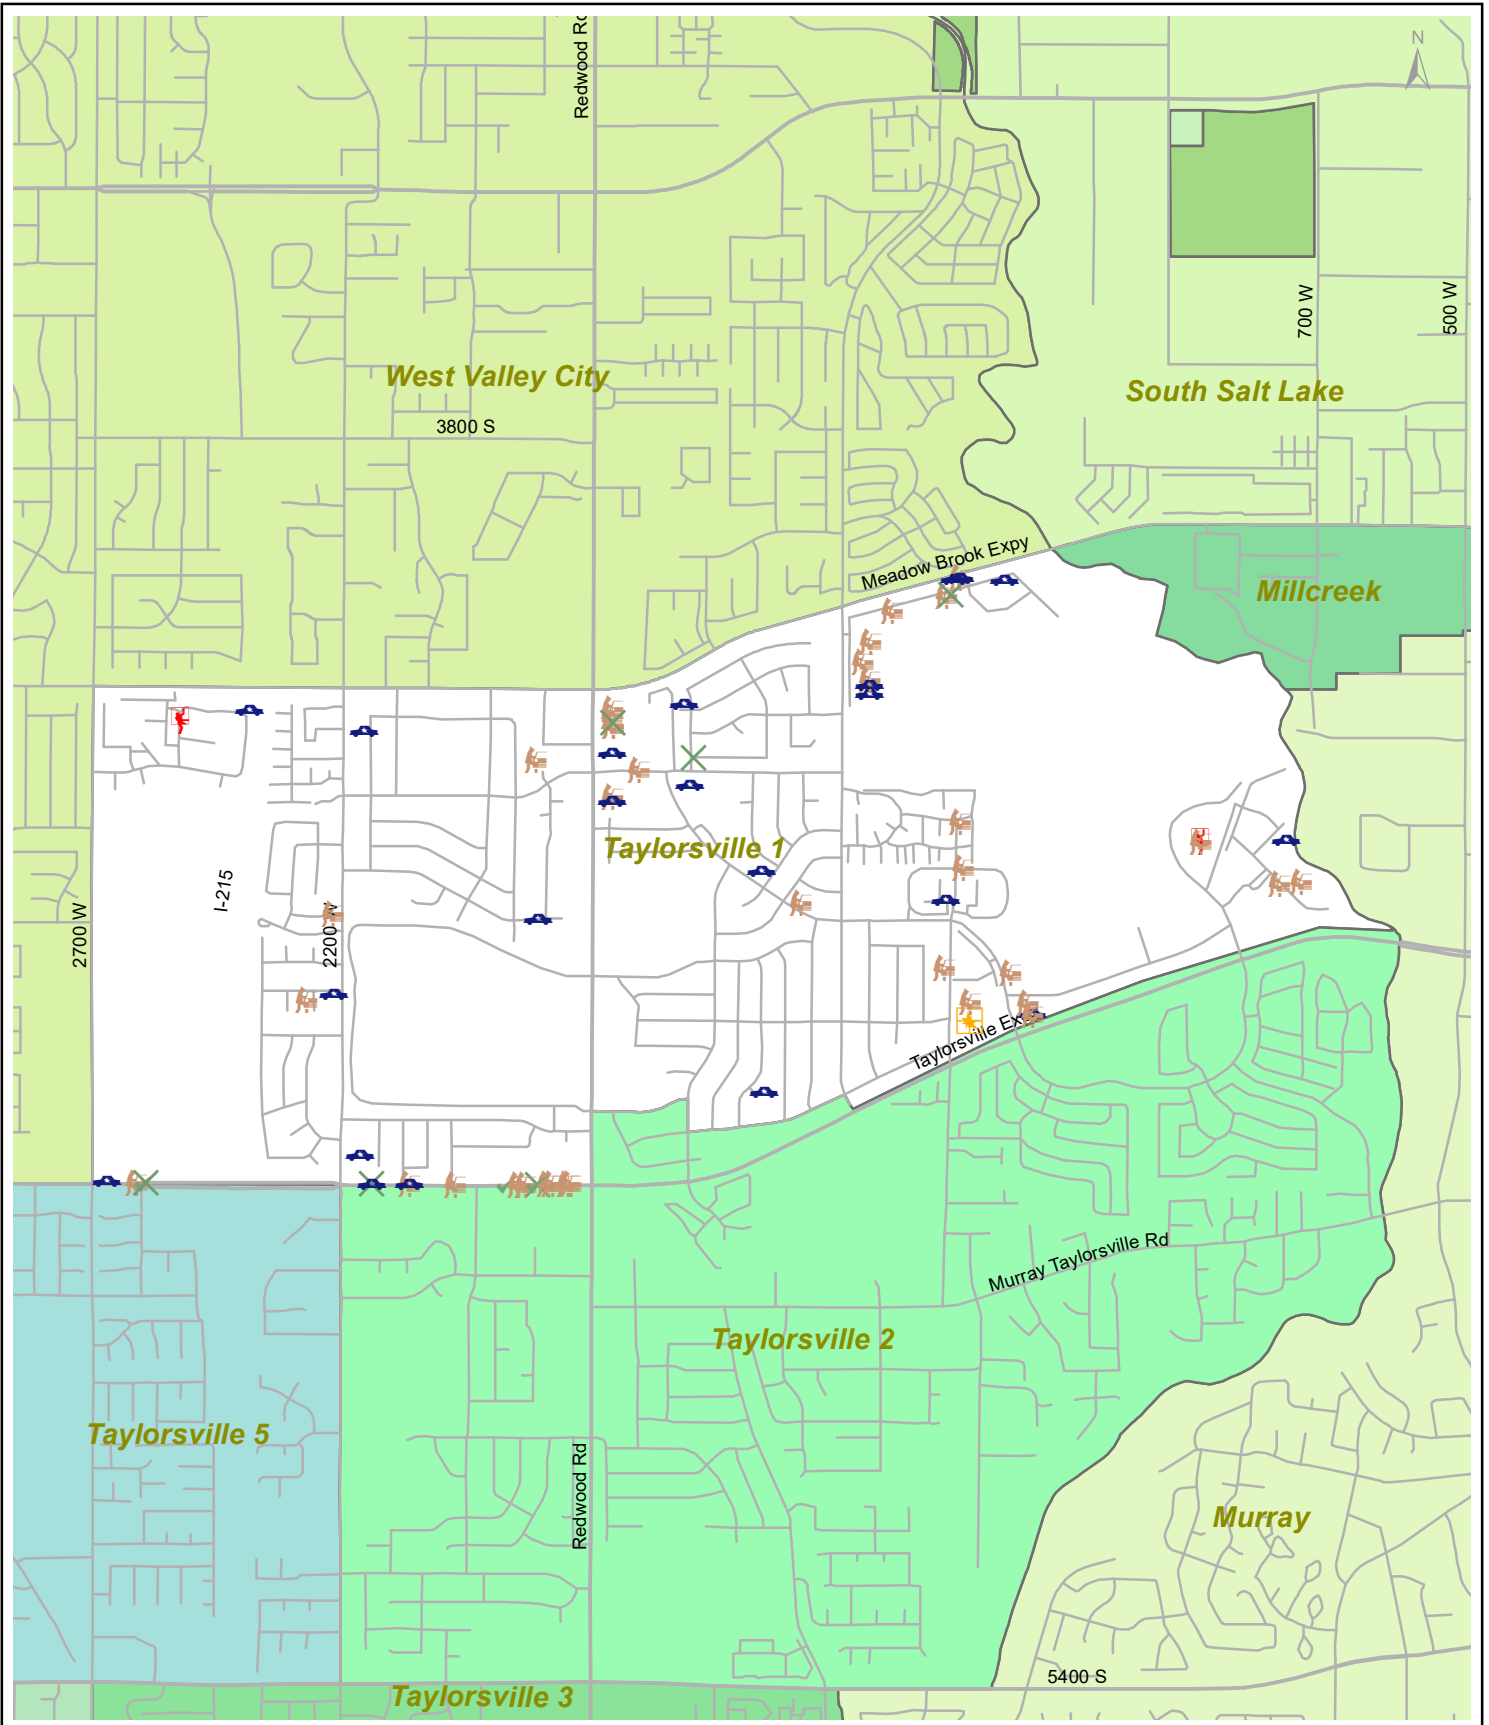 N
Redwood Rd
700 W
500 W
West Valley City
South Salt Lake
3800 S
Meadow Brook Expy
Millcreek
Taylorsville 1
I-215
2700 W
2200 W
Taylorsville Exp
Murray Taylorsville Rd
Taylorsville 2
Taylorsville 5
Redwood Rd
Murray
5400 S
Taylorsville 3